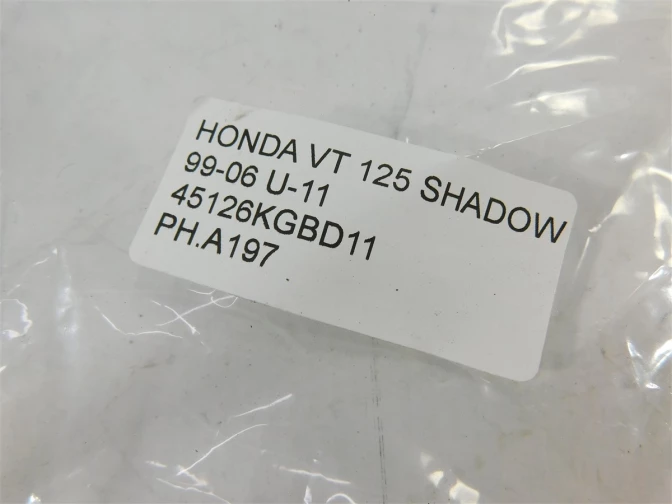 HONDA VT 125 SHADOW
99-06 U-11
45126KGBD11
PH.A197